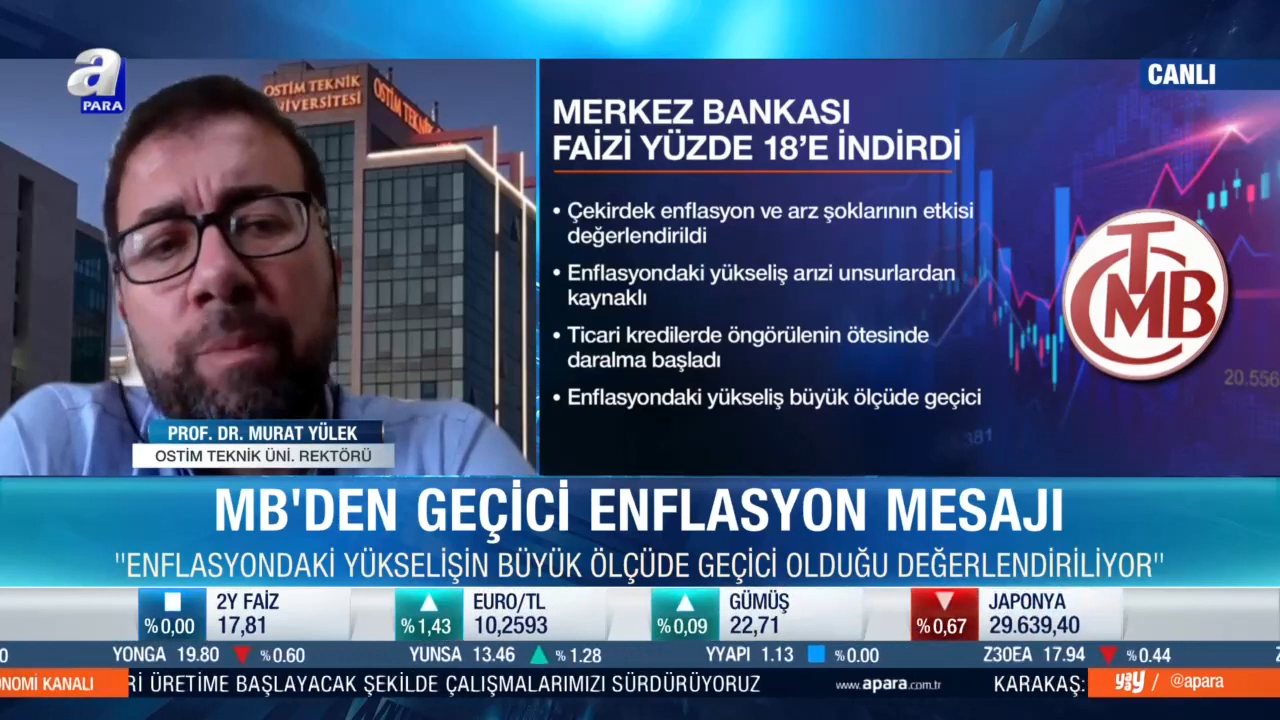 a
PARA
OSTİM TEKNİK
ÜNİVERSİTESİ
OSTİM TEKNİK
CANLI
MERKEZ BANKASI
FAİZİ YÜZDE 18'E İNDİRDİ
• Çekirdek enflasyon ve arz şoklarının etkisi
değerlendirildi
• Enflasyondaki yükseliş arızi unsurlardan
kaynaklı
• Ticari kredilerde öngörülenin ötesinde
daralma başladı
• Enflasyondaki yükseliş büyük ölçüde geçici
TCMB
20.556
381
PROF. DR. MURAT YÜLEK
OSTİM TEKNİK ÜNİ. REKTÖRÜ
MB'DEN GEÇİCİ ENFLASYON MESAJI
"ENFLASYONDAKİ YÜKSELİŞİN BÜYÜK ÖLÇÜDE GEÇİCİ OLDUĞU DEĞERLENDİRİLİYOR"
%0,00 2Y FAİZ 17,81
%1,43 EURO/TL 10,2593
%0,09 GÜMÜŞ 22,71
%0,67 JAPONYA 29.639,40
0 YONGA 19.80 %0.60 YUNSA 13.46 %1.28 YYAPI 1.13 %0.00 Z30EA 17.94 %0.44
ONOMİ KANALI Rİ ÜRETİME BAŞLAYACAK ŞEKİLDE ÇALIŞMALARIMIZI SÜRDÜRÜYORUZ www.apara.com.tr KARAKAŞ: / @apara